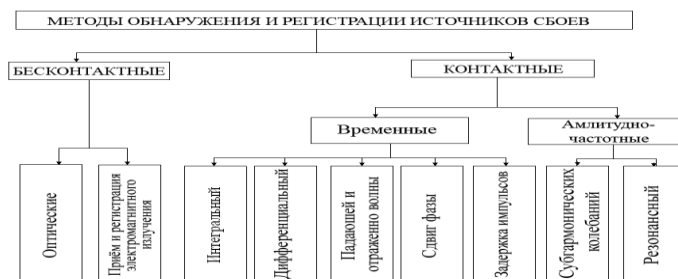 МЕТОДЫ ОБНАРУЖЕНИЯ И РЕГИСТРАЦИИ ИСТОЧНИКОВ СБОЕВ
БЕСКОНТАКТНЫЕ
КОНТАКТНЫЕ
Временные
Амлитудно-
частотные
Оптические
Приём и регистрация
электромагнитного
излучения
Интегральный
Дифференциальный
Падающей и
отраженно волны
Сдвиг фазы
Задержка импульсов
Субгармонических
колебаний
Резонансный